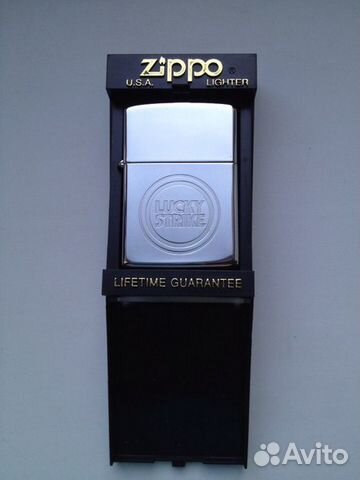 Zippo ®
U.S.A. LIGHTER
LUCKY
STRIKE
LIFETIME GUARANTEE
Avito